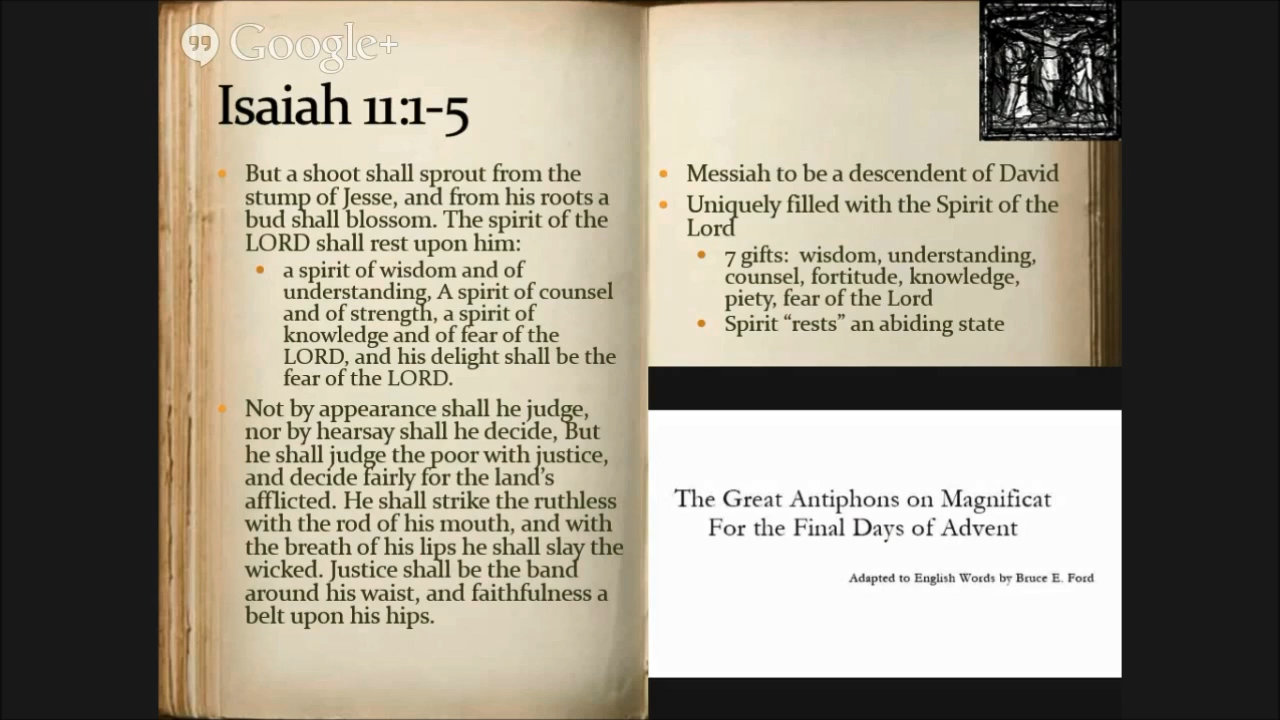 Google+
Isaiah 11:1-5
But a shoot shall sprout from the
stump of Jesse, and from his roots a
bud shall blossom. The spirit of the
LORD shall rest upon him:
a spirit of wisdom and of
understanding, A spirit of counsel
and of strength, a spirit of
knowledge and of fear of the
LORD, and his delight shall be the
fear of the LORD.
Not by appearance shall he judge,
nor by hearsay shall he decide, But
he shall judge the poor with justice,
and decide fairly for the land’s
afflicted. He shall strike the ruthless
with the rod of his mouth, and with
the breath of his lips he shall slay the
wicked. Justice shall be the band
around his waist, and faithfulness a
belt upon his hips.
Messiah to be a descendent of David
Uniquely filled with the Spirit of the
Lord
7 gifts: wisdom, understanding,
counsel, fortitude, knowledge,
piety, fear of the Lord
Spirit “rests” an abiding state
The Great Antiphons on Magnificat
For the Final Days of Advent
Adapted to English Words by Bruce E. Ford